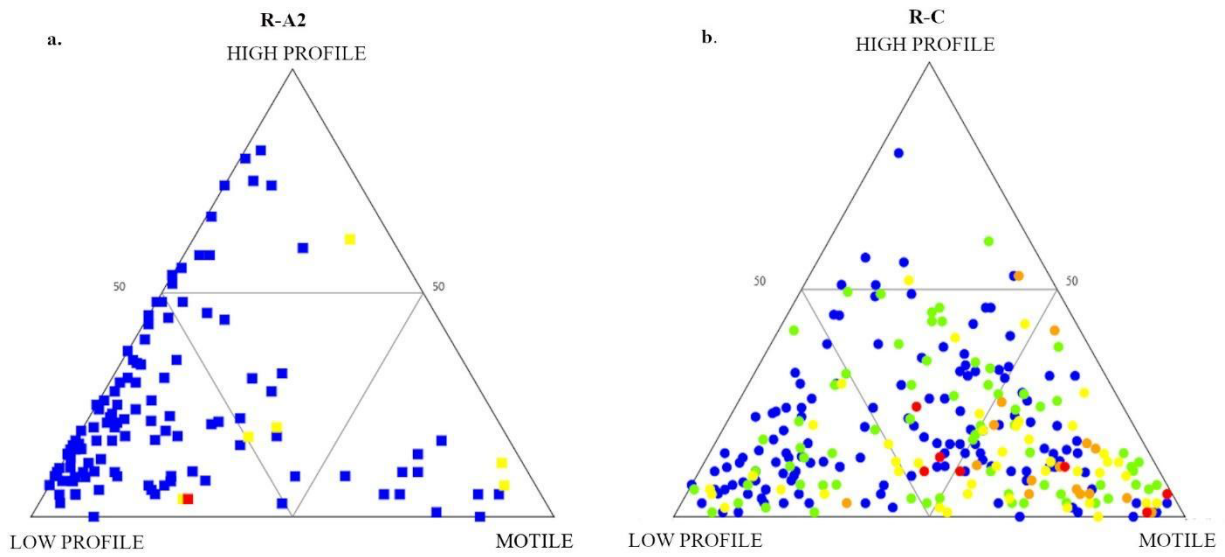 R-A2
a.
HIGH PROFILE
50
50
LOW PROFILE
MOTILE
R-C
b.
HIGH PROFILE
50
50
LOW PROFILE
MOTILE